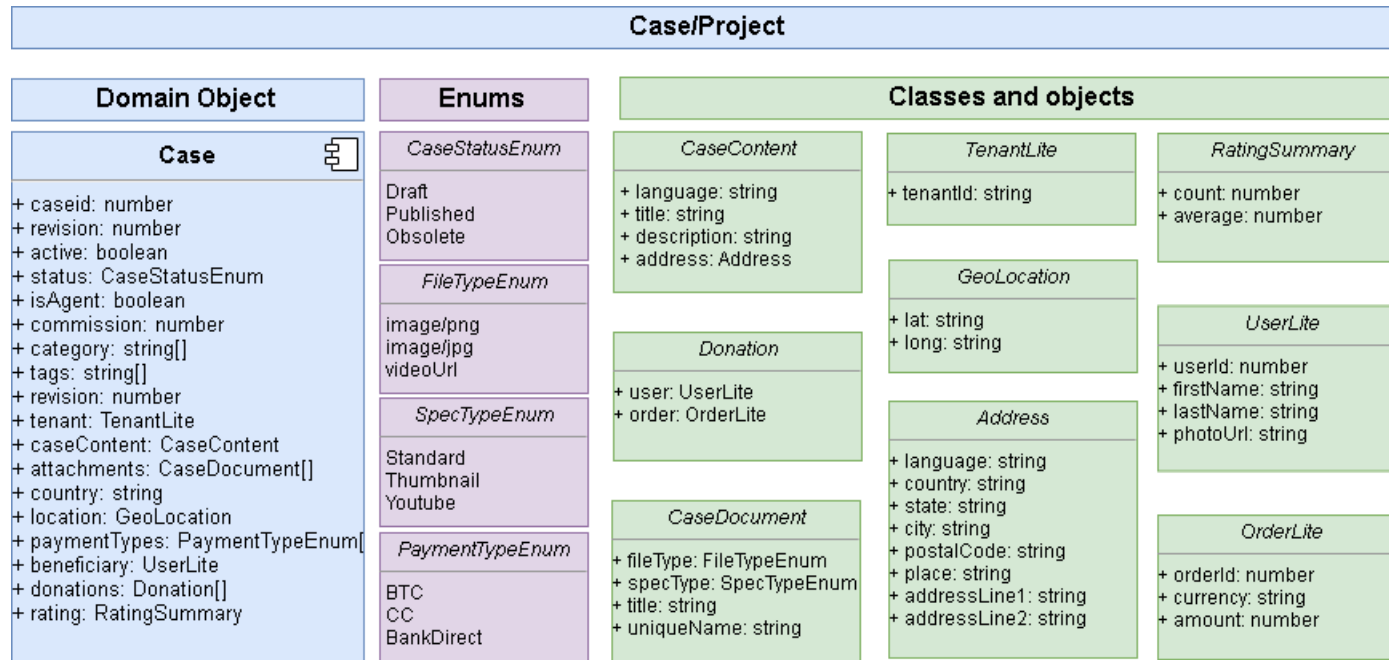 Case/Project
Domain Object
Case
+ caseid: number
+ revision: number
+ active: boolean
+ status: CaseStatusEnum
+ isAgent: boolean
+ commission: number
+ category: string[]
+ tags: string[]
+ revision: number
+ tenant: TenantLite
+ caseContent: CaseContent
+ attachments: CaseDocument[]
+ country: string
+ location: GeoLocation
+ paymentTypes: PaymentTypeEnum[
+ beneficiary: UserLite
+ donations: Donation[]
+ rating: RatingSummary
Enums
CaseStatusEnum
Draft
Published
Obsolete
FileTypeEnum
image/png
image/jpg
videoUrl
SpecTypeEnum
Standard
Thumbnail
Youtube
PaymentTypeEnum
BTC
CC
BankDirect
Classes and objects
CaseContent
+ language: string
+ title: string
+ description: string
+ address: Address
Donation
+ user: UserLite
+ order: OrderLite
CaseDocument
+ fileType: FileTypeEnum
+ specType: SpecTypeEnum
+ title: string
+ uniqueName: string
TenantLite
+ tenantId: string
GeoLocation
+ lat: string
+ long: string
Address
+ language: string
+ country: string
+ state: string
+ city: string
+ postalCode: string
+ place: string
+ addressLine1: string
+ addressLine2: string
RatingSummary
+ count: number
+ average: number
UserLite
+ userId: number
+ firstName: string
+ lastName: string
+ photoUrl: string
OrderLite
+ orderId: number
+ currency: string
+ amount: number